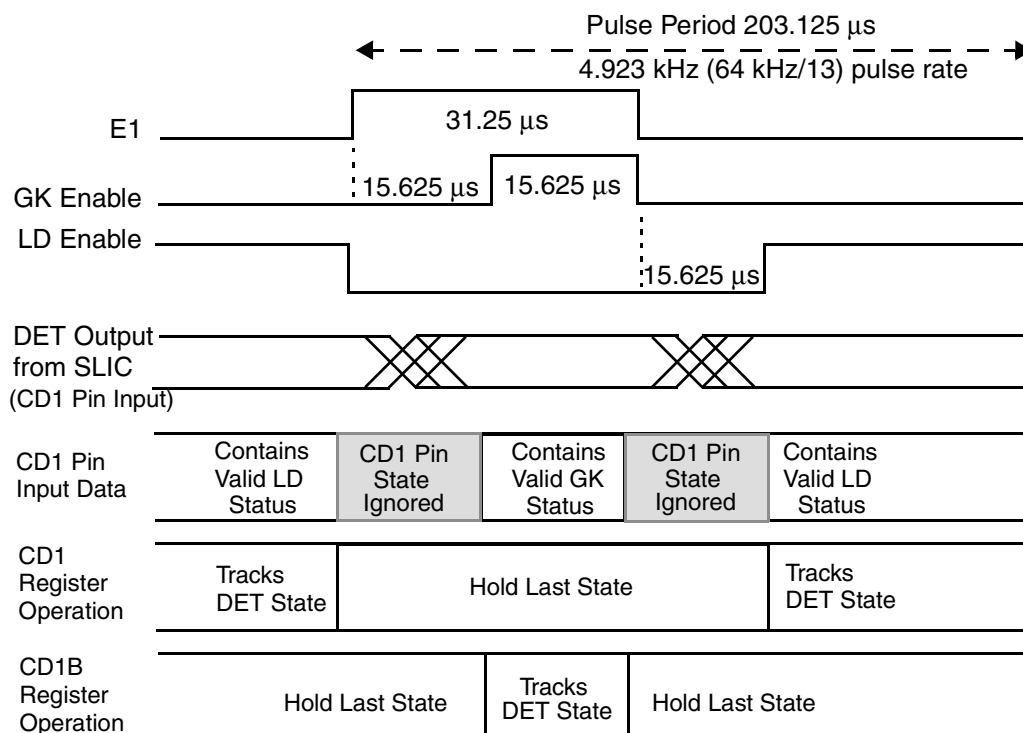 Pulse Period 203.125 μs
4.923 kHz (64 kHz/13) pulse rate
E1
31.25 μs
GK Enable
15.625 μs
15.625 μs
LD Enable
15.625 μs
DET Output
from SLIC
(CD1 Pin Input)
CD1 Pin
Input Data
Contains
Valid LD
Status
CD1 Pin
State
Ignored
Contains
Valid GK
Status
CD1 Pin
State
Ignored
Contains
Valid LD
Status
CD1
Register
Operation
Tracks
DET State
Hold Last State
Tracks
DET State
CD1B
Register
Operation
Hold Last State
Tracks
DET State
Hold Last State